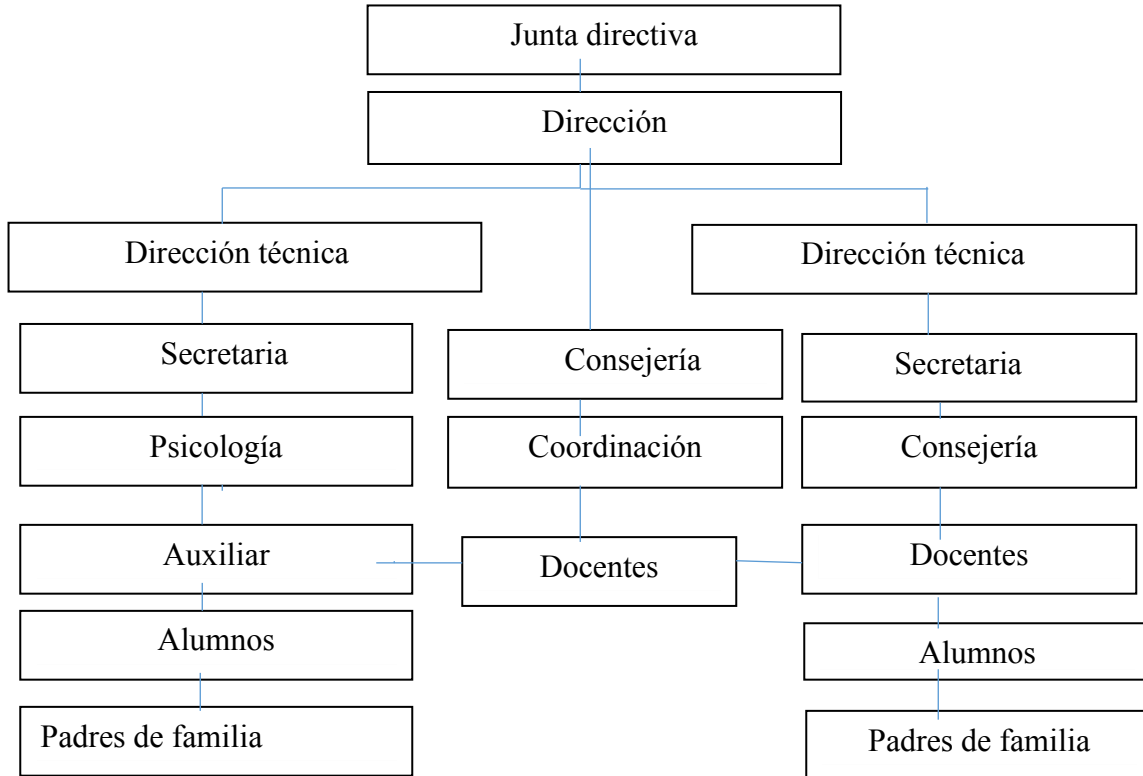 Junta directiva
Dirección
Dirección técnica
Dirección técnica
Secretaria
Consejería
Secretaria
Psicología
Coordinación
Consejería
Auxiliar
Docentes
Docentes
Alumnos
Alumnos
Padres de familia
Padres de familia